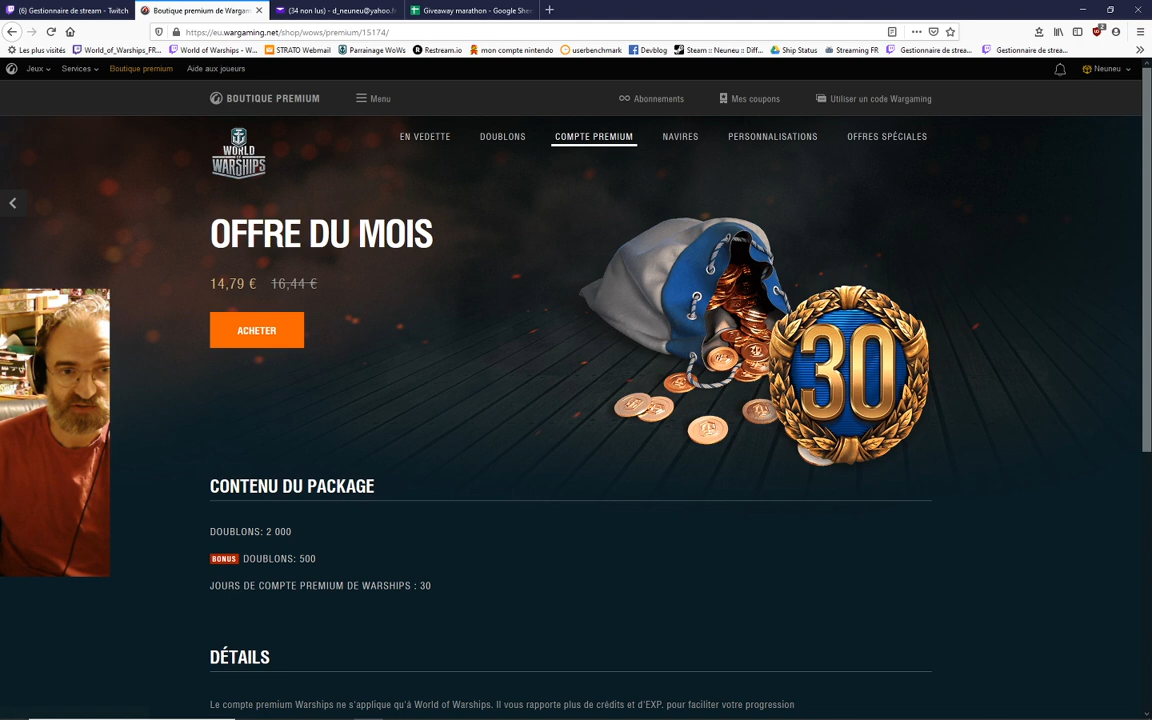 (6) Gestionnaire de stream - Twitch
Boutique premium de Wargam
(34 non lus) - d_neuneu@yahoo.f
Giveaway marathon - Google She
https://eu.wargaming.net/shop/wows/premium/15174/
Les plus visités
World_of_Warships_FR...
World of Warships - W...
STRATO Webmail
Parrainage WoWs
Restream.io
mon compte nintendo
userbenchmark
Devblog
Steam :: Neuneu :: Diff...
Ship Status
Streaming FR
Gestionnaire de strea...
Gestionnaire de strea...
Jeux
Services
Boutique premium
Aide aux joueurs
Neuneu
BOUTIQUE PREMIUM
Menu
Abonnements
Mes coupons
Utiliser un code Wargaming
WORLD OF WARSHIPS
EN VEDETTE
DOUBLONS
COMPTE PREMIUM
NAVIRES
PERSONNALISATIONS
OFFRES SPÉCIALES
OFFRE DU MOIS
14,79 € 16,44 €
ACHETER
30
CONTENU DU PACKAGE
DOUBLONS: 2 000
BONUS DOUBLONS: 500
JOURS DE COMPTE PREMIUM DE WARSHIPS : 30
DÉTAILS
Le compte premium Warships ne s'applique qu'à World of Warships. Il vous rapporte plus de crédits et d'EXP. pour faciliter votre progression